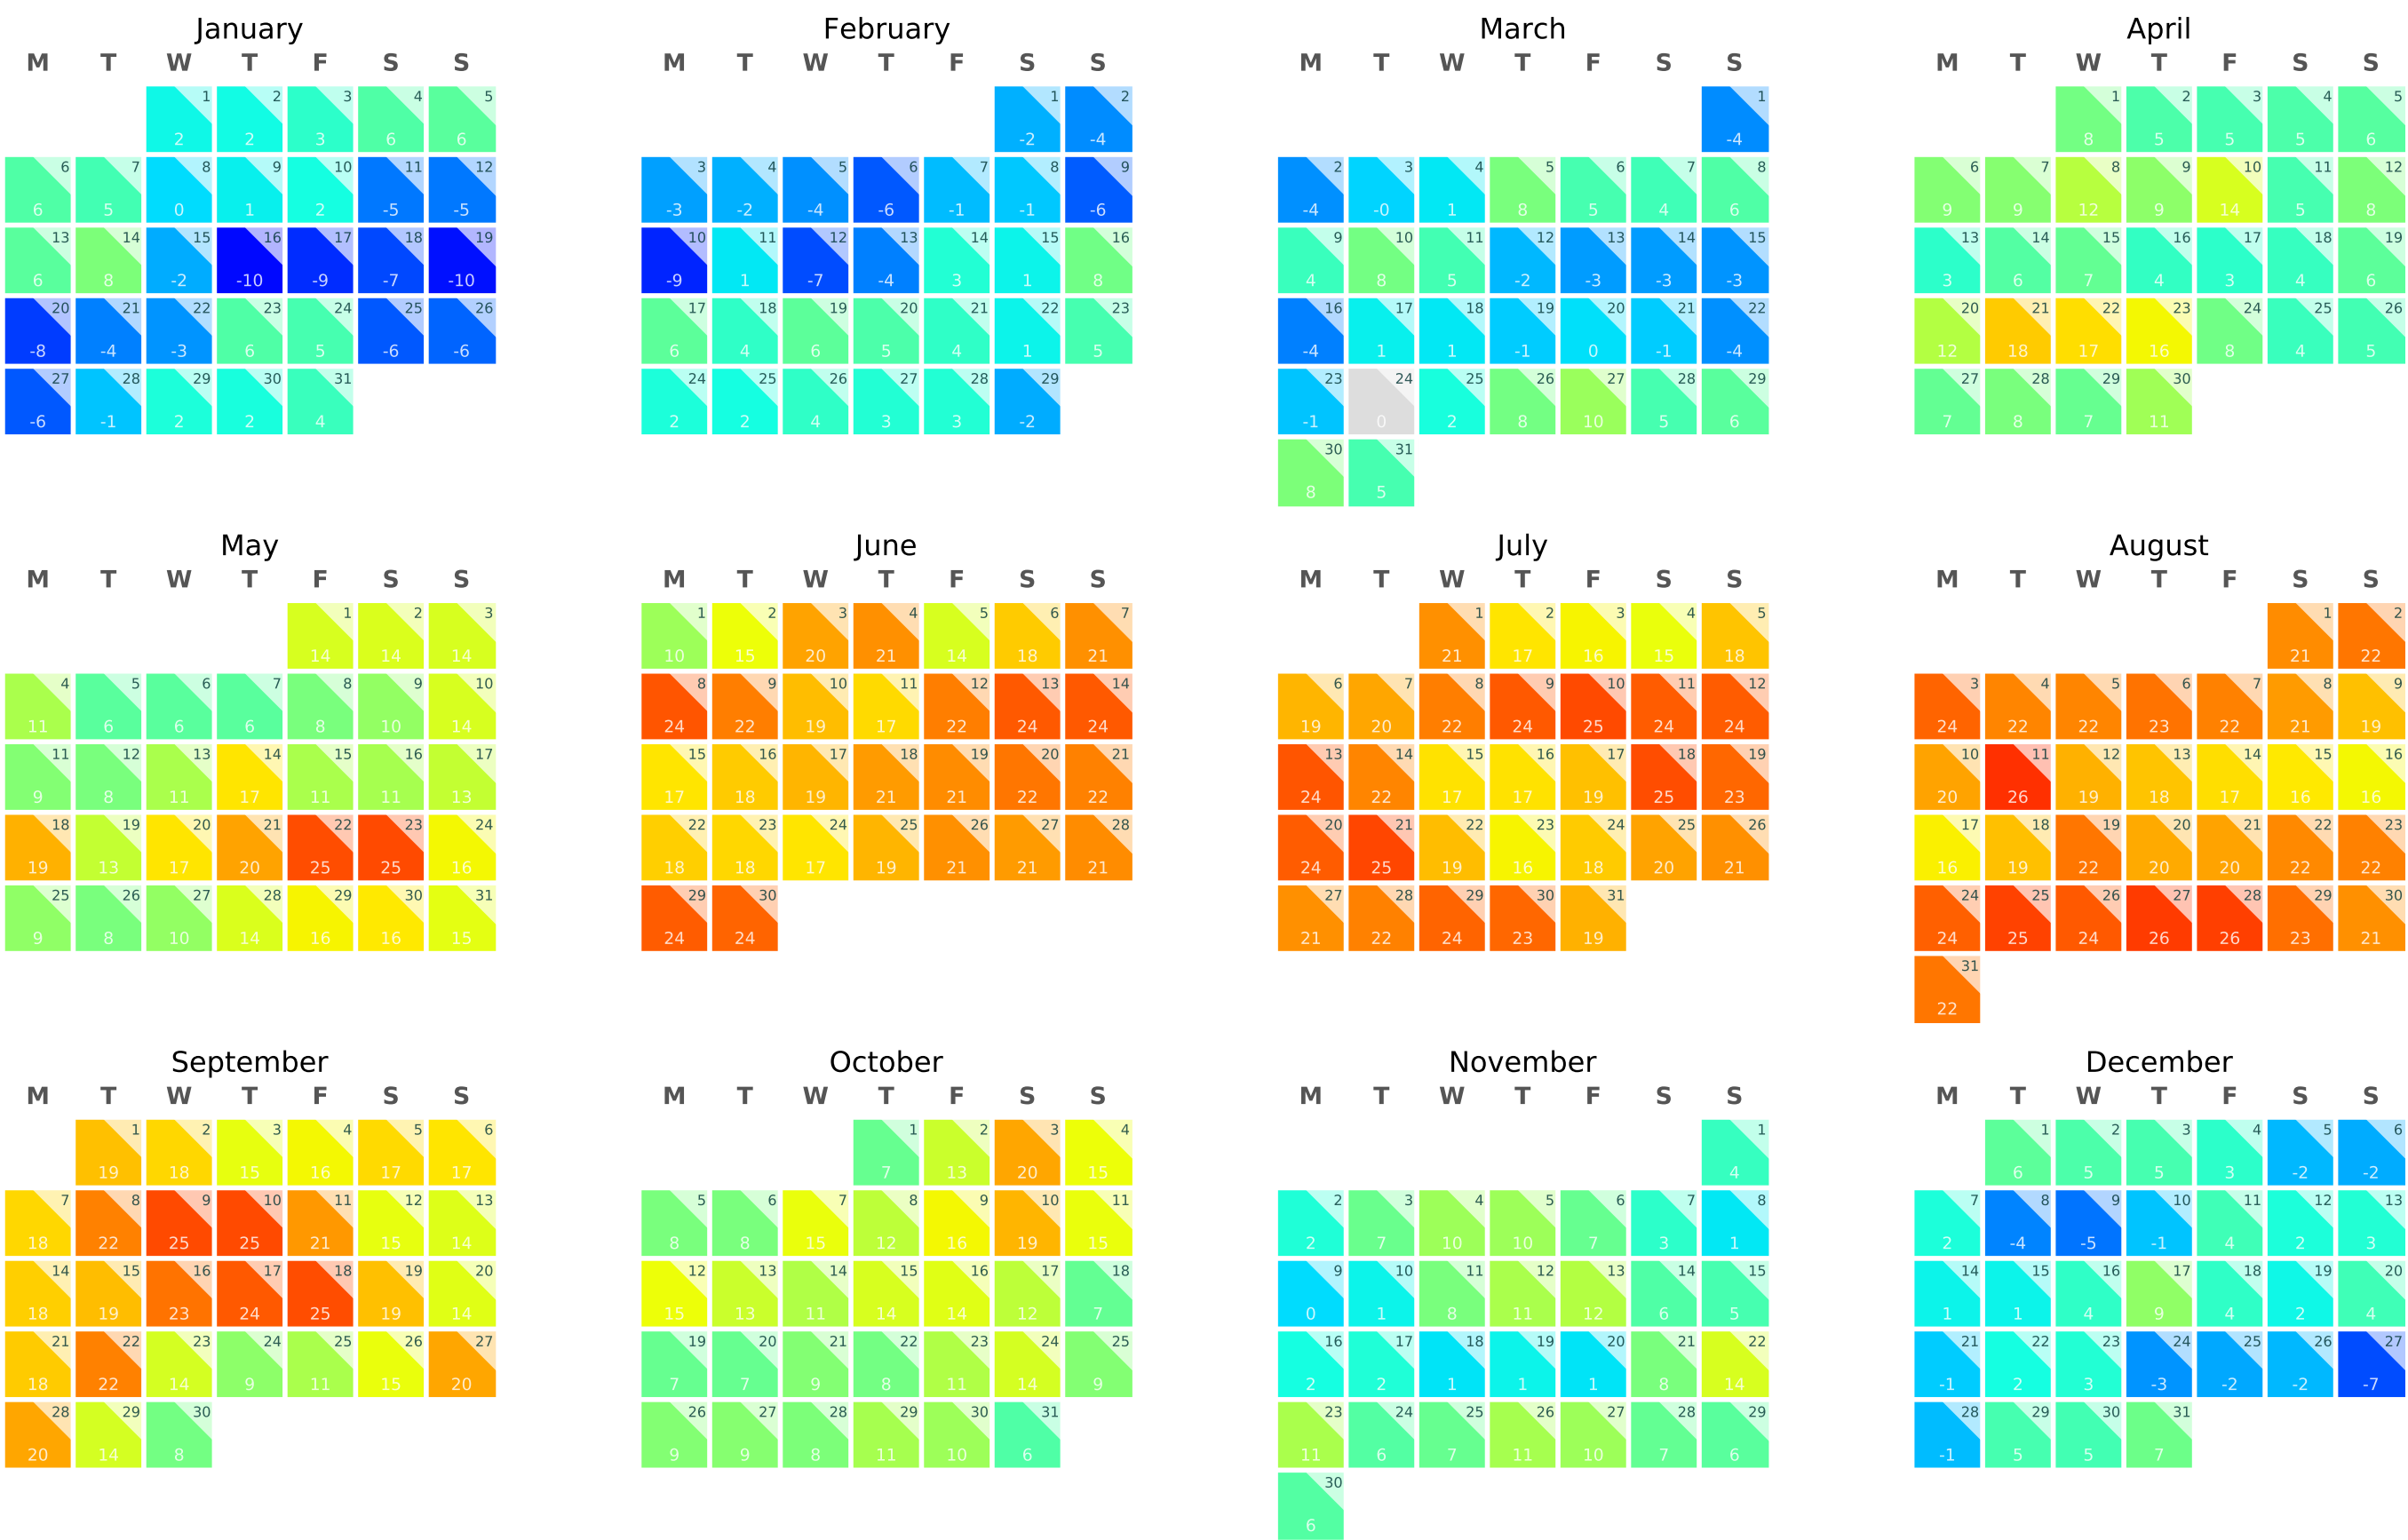 January February March April
M T W T F S S M T W T F S S M T W T F S S M T W T F S S
1 2 3 4 5 1 2 1 1 2 3 4 5
2 2 3 6 6 -2 -4 -4 8 5 5 5 6
6 7 8 9 10 11 12 3 4 5 6 7 8 9 2 3 4 5 6 7 8 6 7 8 9 10 11 12
6 5 0 1 2 -5 -5 -3 -2 -4 -6 -1 -1 -6 -4 -0 1 8 5 4 6 9 9 12 9 14 5 8
13 14 15 16 17 18 19 10 11 12 13 14 15 16 9 10 11 12 13 14 15 13 14 15 16 17 18 19
6 8 -2 -10 -9 -7 -10 -9 1 -7 -4 3 1 8 4 8 5 -2 -3 -3 -3 3 6 7 4 3 4 6
20 21 22 23 24 25 26 17 18 19 20 21 22 23 16 17 18 19 20 21 22 20 21 22 23 24 25 26
-8 -4 -3 6 5 -6 -6 6 4 6 5 4 1 5 -4 1 1 -1 0 -1 -4 12 18 17 16 8 4 5
27 28 29 30 31 24 25 26 27 28 29 23 24 25 26 27 28 29 27 28 29 30
-6 -1 2 2 4 2 2 4 3 3 -2 -1 0 2 8 10 5 6 7 8 7 11
30 31
8 5
May June July August
M T W T F S S M T W T F S S M T W T F S S M T W T F S S
1 2 3 1 2 3 4 5 6 7 1 2 3 4 5 1 2
14 14 14 10 15 20 21 14 18 21 21 17 16 15 18 21 22
4 5 6 7 8 9 10 8 9 10 11 12 13 14 6 7 8 9 10 11 12 3 4 5 6 7 8 9
11 6 6 6 8 10 14 24 22 19 17 22 24 24 19 20 22 24 25 24 24 24 22 22 23 22 21 19
11 12 13 14 15 16 17 15 16 17 18 19 20 21 13 14 15 16 17 18 19 10 11 12 13 14 15 16
9 8 11 17 11 11 13 17 18 19 21 21 22 22 24 22 17 17 19 25 23 20 26 19 18 17 16 16
18 19 20 21 22 23 24 22 23 24 25 26 27 28 20 21 22 23 24 25 26 17 18 19 20 21 22 23
19 13 17 20 25 25 16 18 18 17 19 21 21 21 24 25 19 16 18 20 21 16 19 22 20 20 22 22
25 26 27 28 29 30 31 29 30 27 28 29 30 31 24 25 26 27 28 29 30
9 8 10 14 16 16 15 24 24 21 22 24 23 19 24 25 24 26 26 23 21
31
22
September October November December
M T W T F S S M T W T F S S M T W T F S S M T W T F S S
1 2 3 4 5 6 1 2 3 4 1 1 2 3 4 5 6
19 18 15 16 17 17 7 13 20 15 4 6 5 5 3 -2 -2
7 8 9 10 11 12 13 5 6 7 8 9 10 11 2 3 4 5 6 7 8 7 8 9 10 11 12 13
18 22 25 25 21 15 14 8 8 15 12 16 19 15 2 7 10 10 7 3 1 2 -4 -5 -1 4 2 3
14 15 16 17 18 19 20 12 13 14 15 16 17 18 9 10 11 12 13 14 15 14 15 16 17 18 19 20
18 19 23 24 25 19 14 15 13 11 14 14 12 7 0 1 8 11 12 6 5 1 1 4 9 4 2 4
21 22 23 24 25 26 27 19 20 21 22 23 24 25 16 17 18 19 20 21 22 21 22 23 24 25 26 27
18 22 14 9 11 15 20 7 7 9 8 11 14 9 2 2 1 1 1 8 14 -1 2 3 -3 -2 -2 -7
28 29 30 26 27 28 29 30 31 23 24 25 26 27 28 29 28 29 30 31
20 14 8 9 9 8 11 10 6 11 6 7 11 10 7 6 -1 5 5 7
30
6